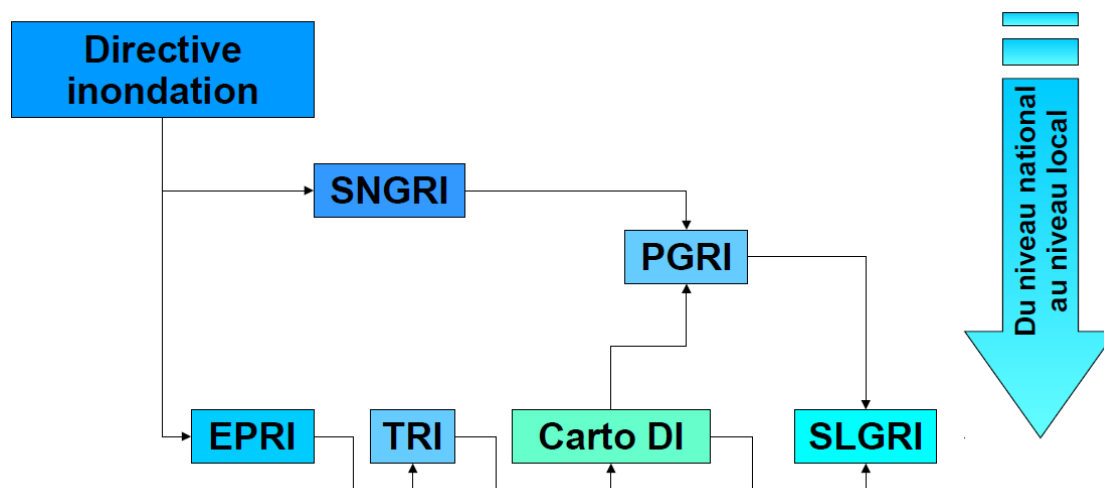 Directive
inondation
SNGRI
PGRI
EPRI
TRI
Carto DI
SLGRI
Du niveau national
au niveau local